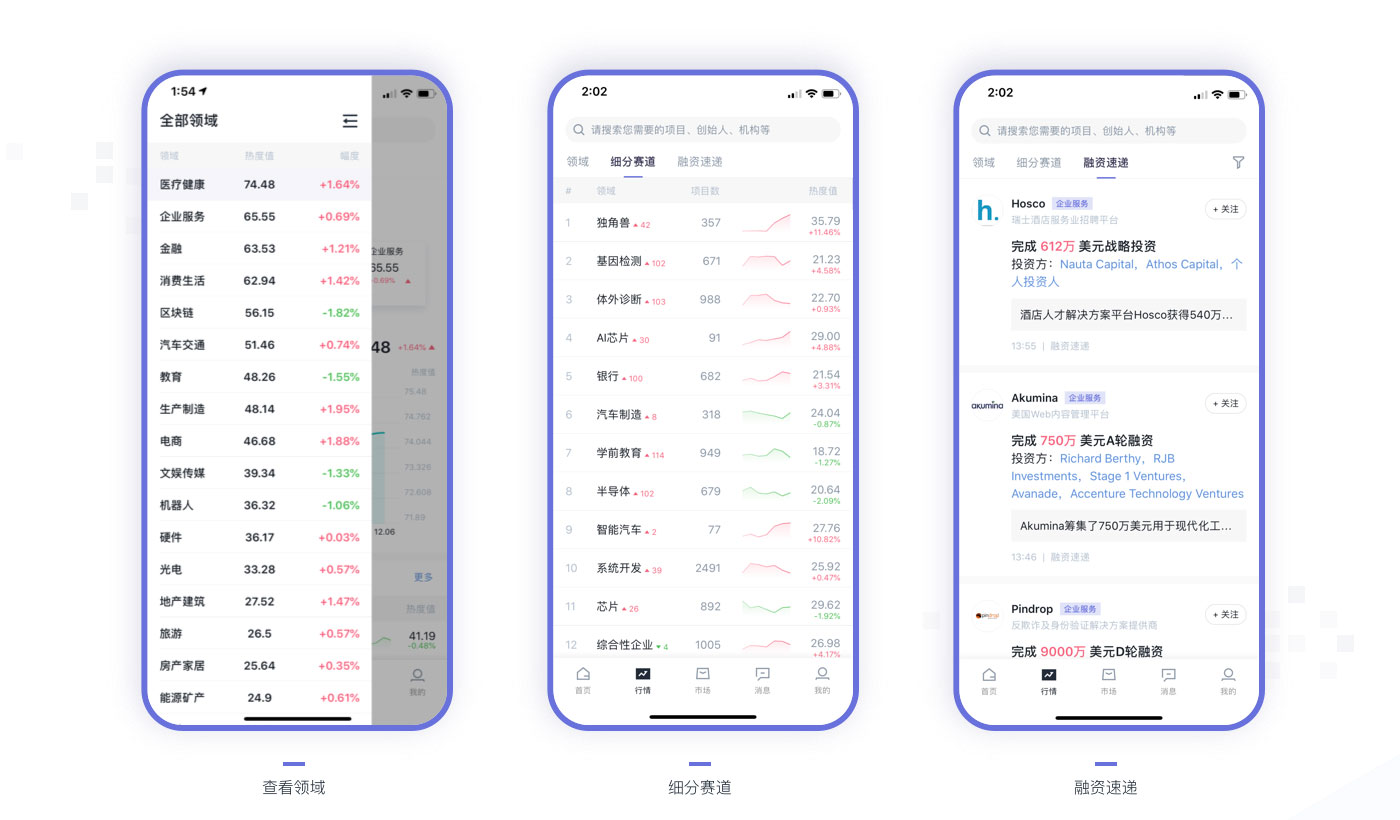 1:54
全部领域
领域 热度值 幅度
医疗健康 74.48 +1.64%
企业服务 65.55 +0.69%
金融 63.53 +1.21%
消费生活 62.94 +1.42%
区块链 56.15 -1.82%
汽车交通 51.46 +0.74%
教育 48.26 -1.55%
生产制造 48.14 +1.95%
电商 46.68 +1.88%
文娱传媒 39.34 -1.33%
机器人 36.32 -1.06%
硬件 36.17 +0.03%
光电 33.28 +0.57%
地产建筑 27.52 +1.47%
旅游 26.5 +0.57%
房产家居 25.64 +0.35%
能源矿产 24.9 +0.61%
企业服务
65.55
0.69%
48 +1.64%
热度值
75.48
74.762
74.044
73.326
72.608
71.89
12.06
更多
热度值
41.19
-0.48%
我的
查看领域
2:02
请搜索您需要的项目、创始人、机构等
领域 细分赛道 融资速递
# 领域 项目数 热度值
1 独角兽 42 357 35.79
+11.46%
2 基因检测 102 671 21.23
+4.58%
3 体外诊断 103 988 22.70
+0.93%
4 AI芯片 30 91 29.00
+4.88%
5 银行 100 682 21.54
+3.31%
6 汽车制造 8 318 24.04
-0.87%
7 学前教育 114 949 18.72
-1.27%
8 半导体 102 679 20.64
-2.09%
9 智能汽车 2 77 27.76
+10.82%
10 系统开发 39 2491 25.92
+0.47%
11 芯片 26 892 29.62
-1.92%
12 综合性企业 4 1005 26.98
+4.17%
首页 行情 市场 消息 我的
细分赛道
2:02
请搜索您需要的项目、创始人、机构等
领域 细分赛道 融资速递
h.
Hosco 企业服务 + 关注
瑞士酒店服务业招聘平台
完成 612万 美元战略投资
投资方：Nauta Capital，Athos Capital，个
人投资人
酒店人才解决方案平台Hosco获得540万...
13:55 | 融资速递
akumina
Akumina 企业服务 + 关注
美国Web内容管理平台
完成 750万 美元A轮融资
投资方：Richard Berthy，RJB
Investments，Stage 1 Ventures，
Avanade，Accenture Technology Ventures
Akumina筹集了750万美元用于现代化工...
13:46 | 融资速递
pindrop
Pindrop 企业服务 + 关注
反欺诈及身份验证解决方案提供商
完成 9000万 美元D轮融资
首页 行情 市场 消息 我的
融资速递